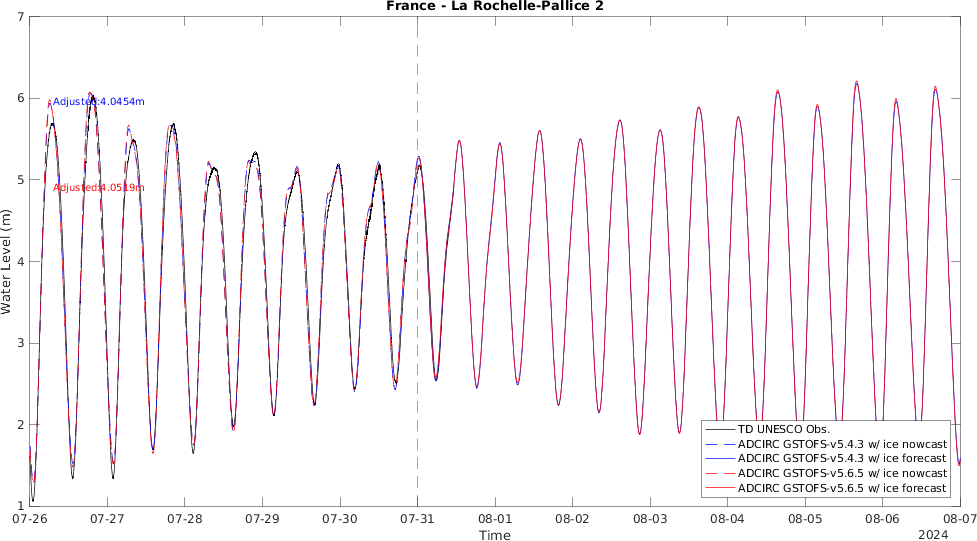 France - La Rochelle-Pallice 2
7
6
5
4
3
2
1
Water Level (m)
Adjusted:4.0454m
Adjusted:4.0519m
TD UNESCO Obs.
ADCIRC GSTOFS-v5.4.3 w/ ice nowcast
ADCIRC GSTOFS-v5.4.3 w/ ice forecast
ADCIRC GSTOFS-v5.6.5 w/ ice nowcast
ADCIRC GSTOFS-v5.6.5 w/ ice forecast
07-26 07-27 07-28 07-29 07-30 07-31 08-01 08-02 08-03 08-04 08-05 08-06 08-07
Time
2024